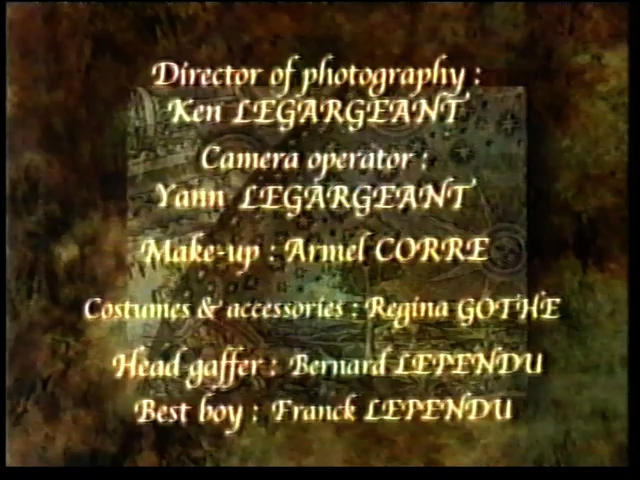 Director of photography :
Ken LEGARGEANT
Camera operator :
Yann LEGARGEANT
Make-up : Armel CORRE
Costumes & accessories : Regina GOTHE
Head gaffer : Bernard LEPENDU
Best boy : Franck LEPENDU